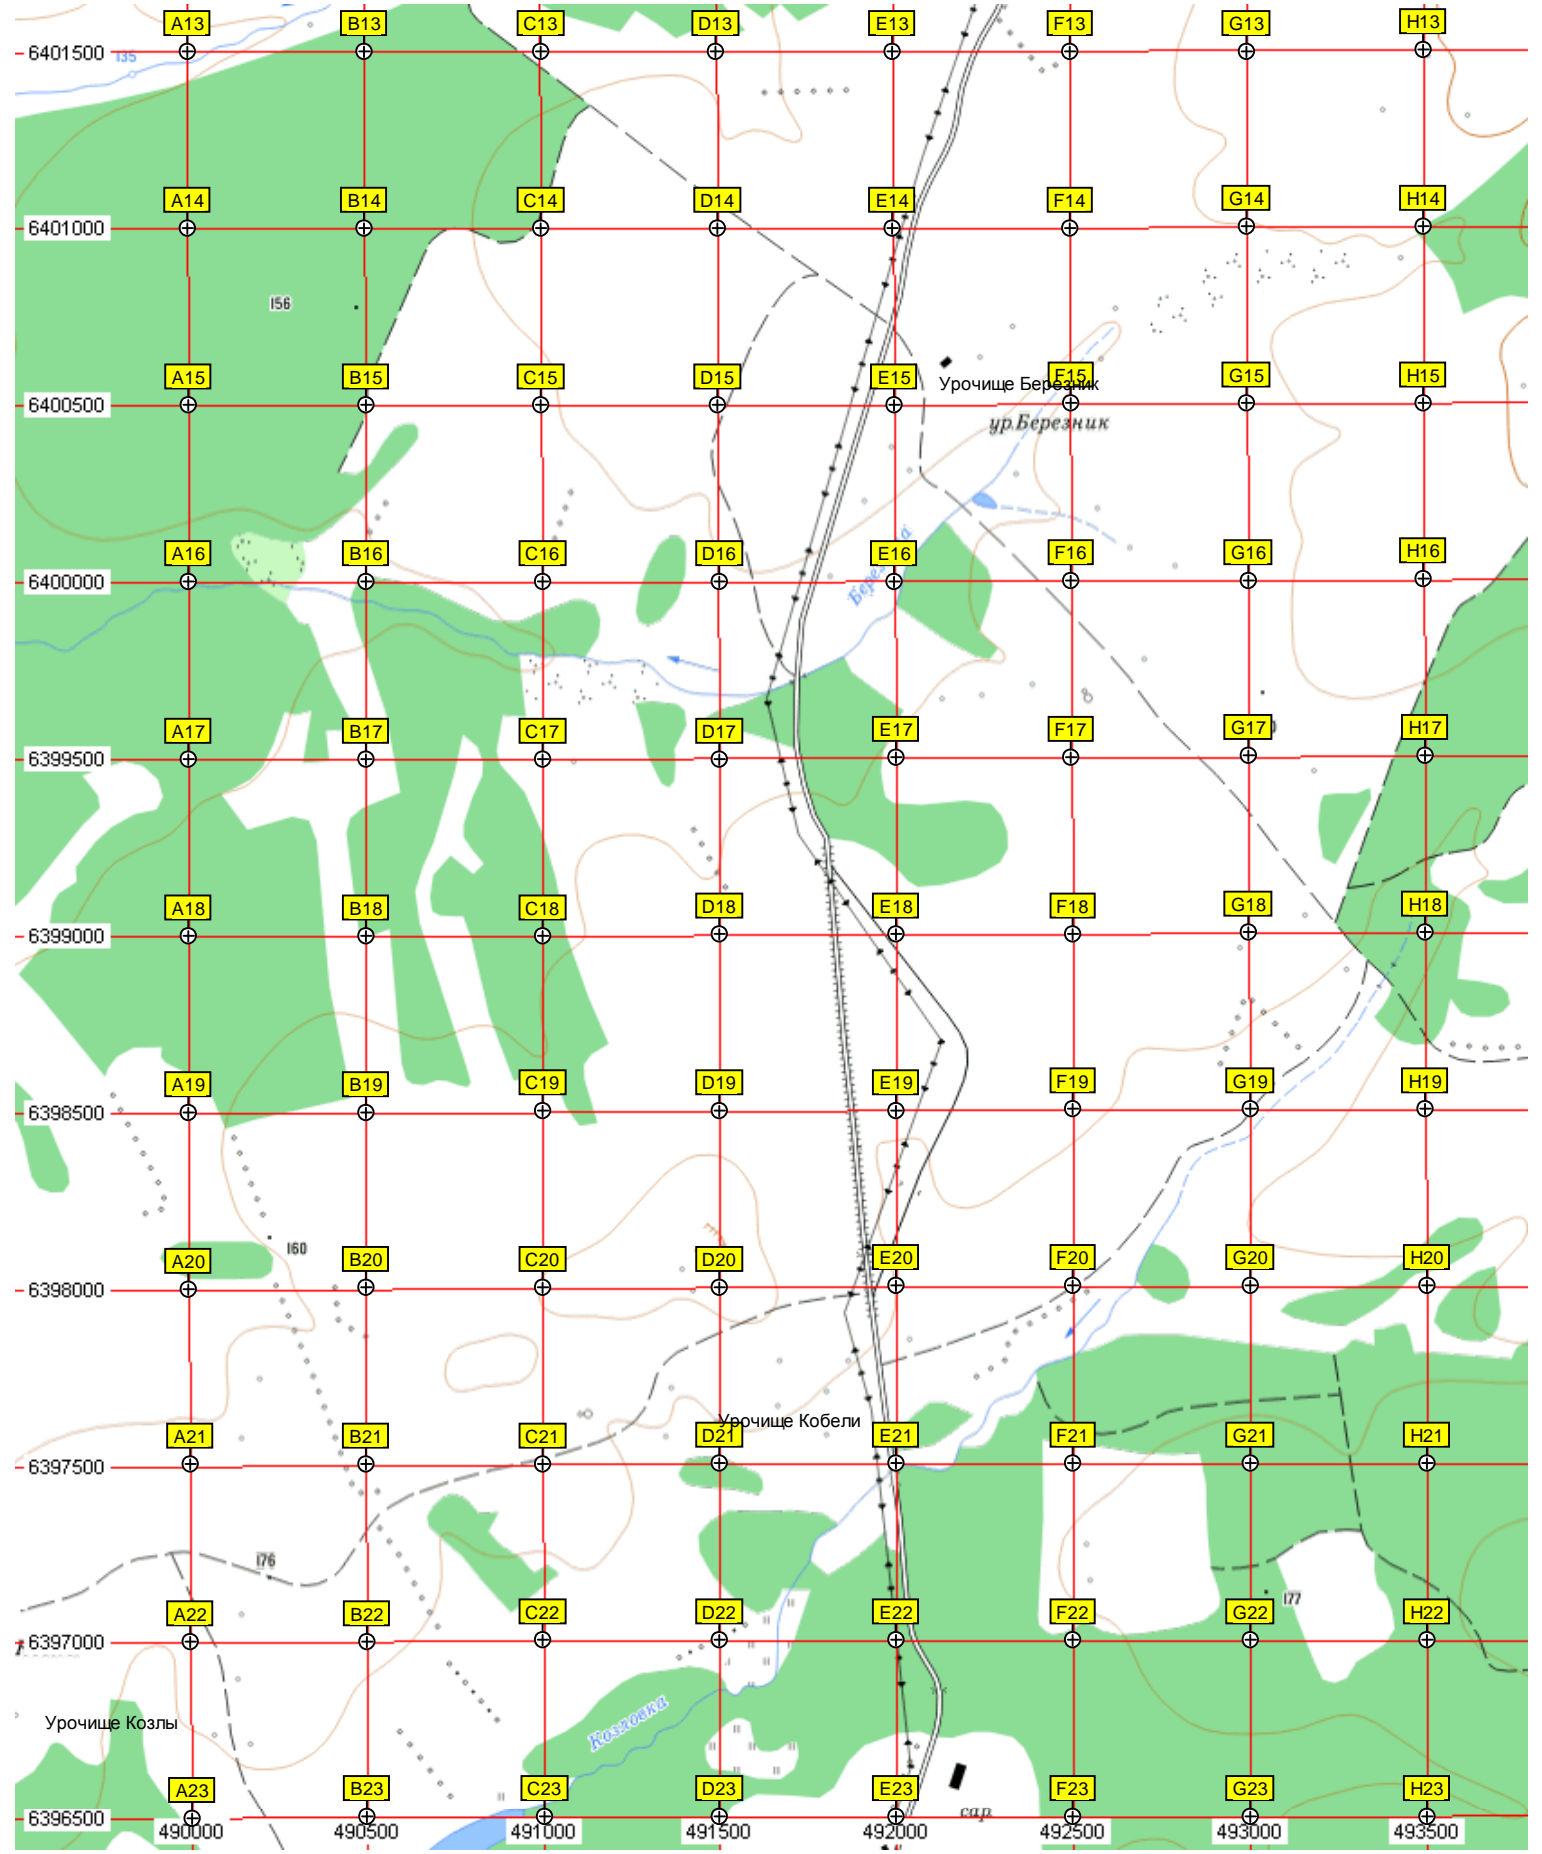 A13 B13 C13 D13 E13 F13 G13 H13
6401500
135
A14 B14 C14 D14 E14 F14 G14 H14
6401000
156
A15 B15 C15 D15 E15 F15 G15 H15
Урочище Березник
6400500
ур.Березник
A16 B16 C16 D16 E16 F16 G16 H16
6400000
A17 B17 C17 D17 E17 F17 G17 H17
6399500
A18 B18 C18 D18 E18 F18 G18 H18
6399000
A19 B19 C19 D19 E19 F19 G19 H19
6398500
160
A20 B20 C20 D20 E20 F20 G20 H20
6398000
Урочище Кобели
A21 B21 C21 D21 E21 F21 G21 H21
6397500
176
177
A22 B22 C22 D22 E22 F22 G22 H22
6397000
Козловка
Урочище Козлы
A23 B23 C23 D23 E23 F23 G23 H23
сар.
6396500
490000 490500 491000 491500 492000 492500 493000 493500